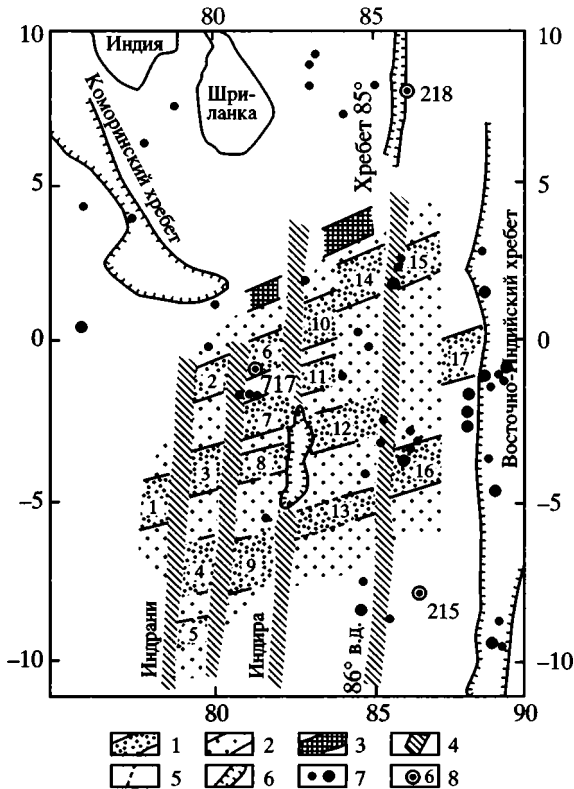 80 85
10 10
Индия
Шри-
ланка
218
Хребет 85°
Коморинский хребет
5 5
15
14
Восточно-Индийский хребет
10
0 0
6
17
2
717
11
7
12
3
8
16
-5 -5
1
13
4
9
215
5
Индрани
Индира
86° в.д.
-10 -10
80 85 90
1 2 3 4
5 6 7 6 8